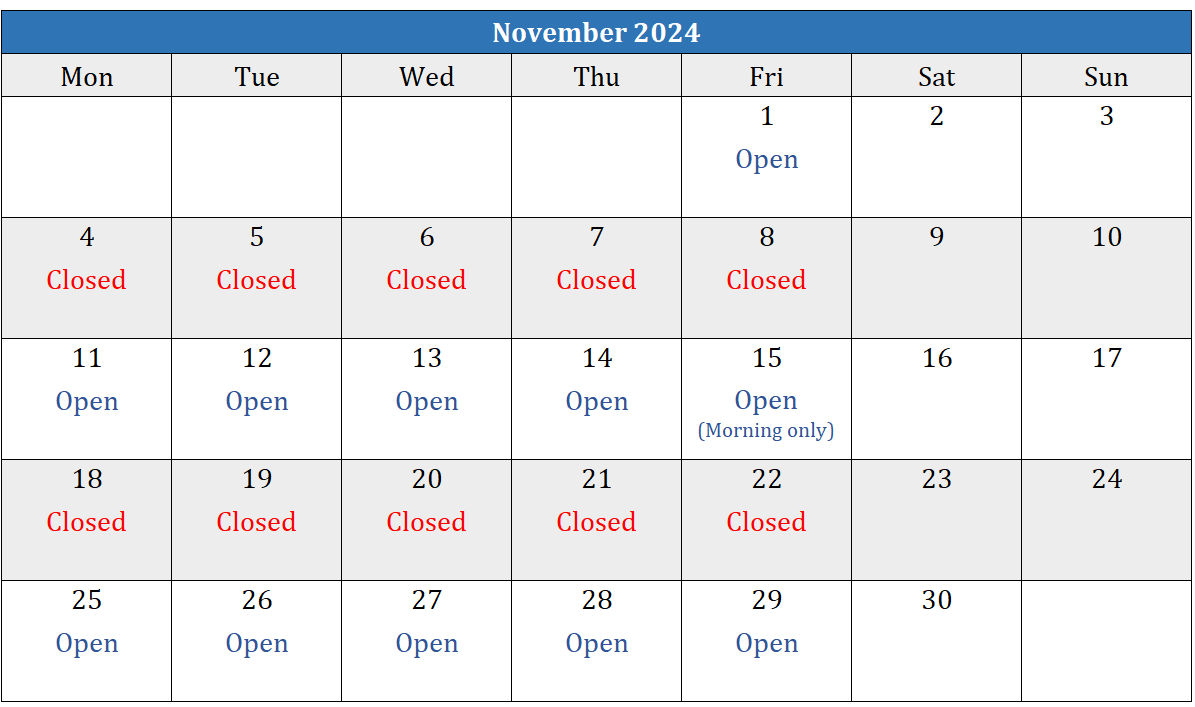 November 2024
Mon Tue Wed Thu Fri Sat Sun
1 2 3
Open
4 5 6 7 8 9 10
Closed Closed Closed Closed Closed
11 12 13 14 15 16 17
Open Open Open Open Open
(Morning only)
18 19 20 21 22 23 24
Closed Closed Closed Closed Closed
25 26 27 28 29 30
Open Open Open Open Open